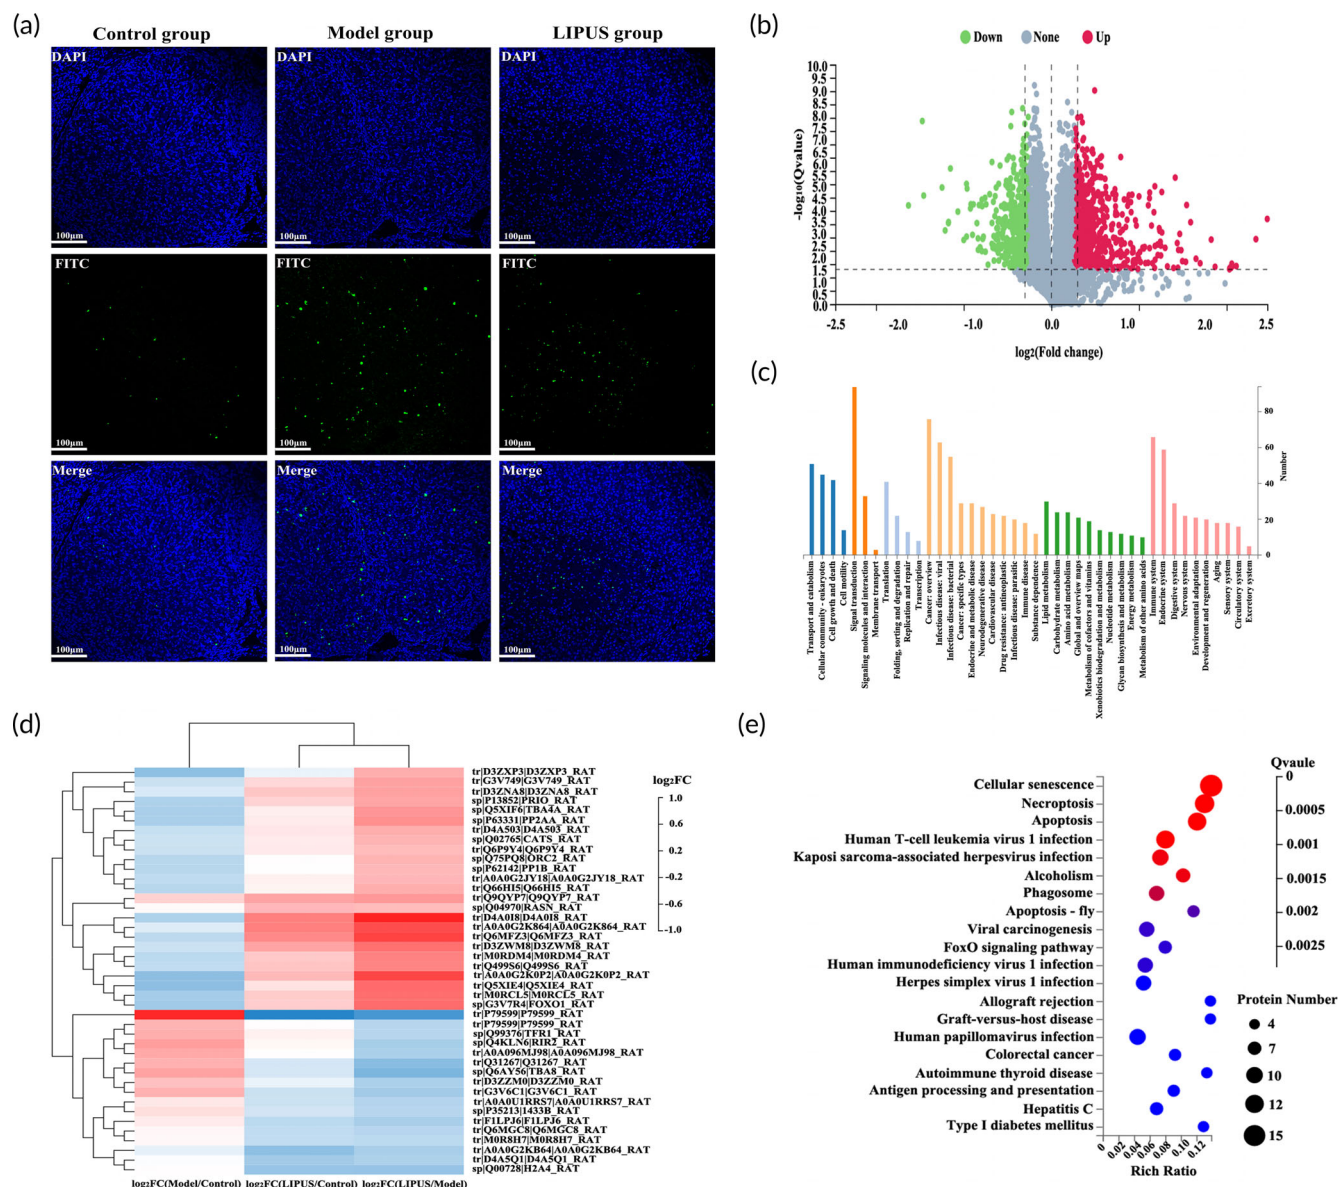 (a)
Control group
Model group
LIPUS group
DAPI
DAPI
DAPI
100μm
100μm
100μm
FITC
FITC
FITC
100μm
100μm
100μm
Merge
Merge
Merge
100μm
100μm
100μm
(b)
Down
None
Up
10.0
9.5
9.0
8.5
8.0
7.5
7.0
6.5
6.0
5.5
5.0
4.5
4.0
3.5
3.0
2.5
2.0
1.5
1.0
0.5
0.0
-log₁₀(Qvalue)
-2.5 -2.0 -1.0 0.0 1.0 2.0 2.5
log₂(Fold change)
(c)
80
60
40
20
0
Number
Transport and catabolism
Cellular community - eukaryotes
Cell growth and death
Cell motility
Signal transduction
Signaling molecules and interaction
Membrane transport
Translation
Folding, sorting and degradation
Replication and repair
Transcription
Cancer: overview
Infectious disease: viral
Infectious disease: bacterial
Cancer: specific types
Endocrine and metabolic disease
Neurodegenerative disease
Cardiovascular disease
Drug resistance: antineoplastic
Infectious disease: parasitic
Immune disease
Substance dependence
Lipid metabolism
Carbohydrate metabolism
Amino acid metabolism
Global and overview maps
Metabolism of cofactors and vitamins
Xenobiotics biodegradation and metabolism
Nucleotide metabolism
Glycan biosynthesis and metabolism
Energy metabolism
Metabolism of other amino acids
Immune system
Endocrine system
Digestive system
Nervous system
Environmental adaptation
Development and regeneration
Aging
Sensory system
Circulatory system
Excretory system
(d)
tr|D3ZXP3|D3ZXP3_RAT
tr|G3V749|G3V749_RAT
tr|D3ZNA8|D3ZNA8_RAT
sp|P13852|PRIO_RAT
sp|Q5XIF6|TBA4A_RAT
sp|P63331|PP2AA_RAT
tr|D4A503|D4A503_RAT
sp|Q02765|CATS_RAT
tr|Q6P9Y4|Q6P9Y4_RAT
sp|Q75PQ8|ORC2_RAT
sp|P62142|PP1B_RAT
tr|A0A0G2JY18|A0A0G2JY18_RAT
tr|Q66HI5|Q66HI5_RAT
tr|Q9QYP7|Q9QYP7_RAT
sp|Q04970|RASN_RAT
tr|D4A0I8|D4A0I8_RAT
tr|A0A0G2K864|A0A0G2K864_RAT
tr|Q6MFZ3|Q6MFZ3_RAT
tr|D3ZWM8|D3ZWM8_RAT
tr|M0RDM4|M0RDM4_RAT
tr|Q499S6|Q499S6_RAT
tr|A0A0G2K0P2|A0A0G2K0P2_RAT
tr|Q5XIE4|Q5XIE4_RAT
tr|M0RCL5|M0RCL5_RAT
sp|G3V7R4|FOXO1_RAT
tr|P79599|P79599_RAT
tr|P79599|P79599_RAT
sp|Q99376|TFR1_RAT
sp|Q4KLN6|RIR2_RAT
tr|A0A096MJ98|A0A096MJ98_RAT
tr|Q31267|Q31267_RAT
sp|Q6AY56|TBA8_RAT
tr|D3ZZM0|D3ZZM0_RAT
tr|G3V6C1|G3V6C1_RAT
tr|A0A0U1RRS7|A0A0U1RRS7_RAT
sp|P35213|1433B_RAT
tr|F1LPJ6|F1LPJ6_RAT
tr|Q6MGC8|Q6MGC8_RAT
tr|M0R8H7|M0R8H7_RAT
tr|A0A0G2KB64|A0A0G2KB64_RAT
tr|D4A5Q1|D4A5Q1_RAT
sp|Q00728|H2A4_RAT
log₂FC(Model/Control) log₂FC(LIPUS/Control) log₂FC(LIPUS/Model)
log₂FC
1.0
0.6
0.2
-0.2
-0.6
-1.0
(e)
Cellular senescence
Necroptosis
Apoptosis
Human T-cell leukemia virus 1 infection
Kaposi sarcoma-associated herpesvirus infection
Alcoholism
Phagosome
Apoptosis - fly
Viral carcinogenesis
FoxO signaling pathway
Human immunodeficiency virus 1 infection
Herpes simplex virus 1 infection
Allograft rejection
Graft-versus-host disease
Human papillomavirus infection
Colorectal cancer
Autoimmune thyroid disease
Antigen processing and presentation
Hepatitis C
Type I diabetes mellitus
0 0.02 0.04 0.06 0.08 0.10 0.12
Rich Ratio
Qvaule
0
0.0005
0.001
0.0015
0.002
0.0025
Protein Number
4
7
10
12
15